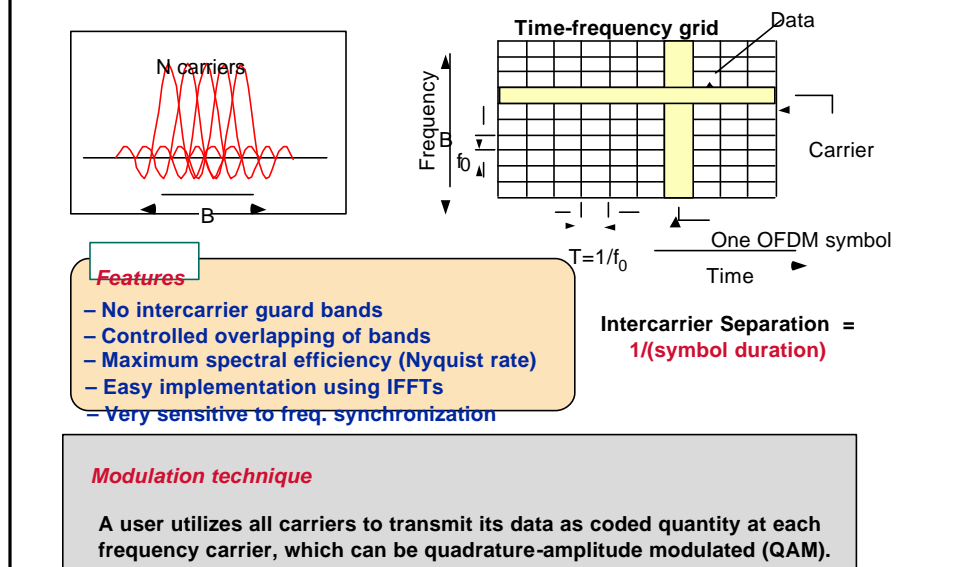 N carriers
B
Time-frequency grid
Data
Frequency
B
f0
Carrier
T=1/f0
One OFDM symbol
Time
Features
– No intercarrier guard bands
– Controlled overlapping of bands
– Maximum spectral efficiency (Nyquist rate)
– Easy implementation using IFFTs
– Very sensitive to freq. synchronization
Intercarrier Separation =
1/(symbol duration)
Modulation technique
A user utilizes all carriers to transmit its data as coded quantity at each
frequency carrier, which can be quadrature-amplitude modulated (QAM).